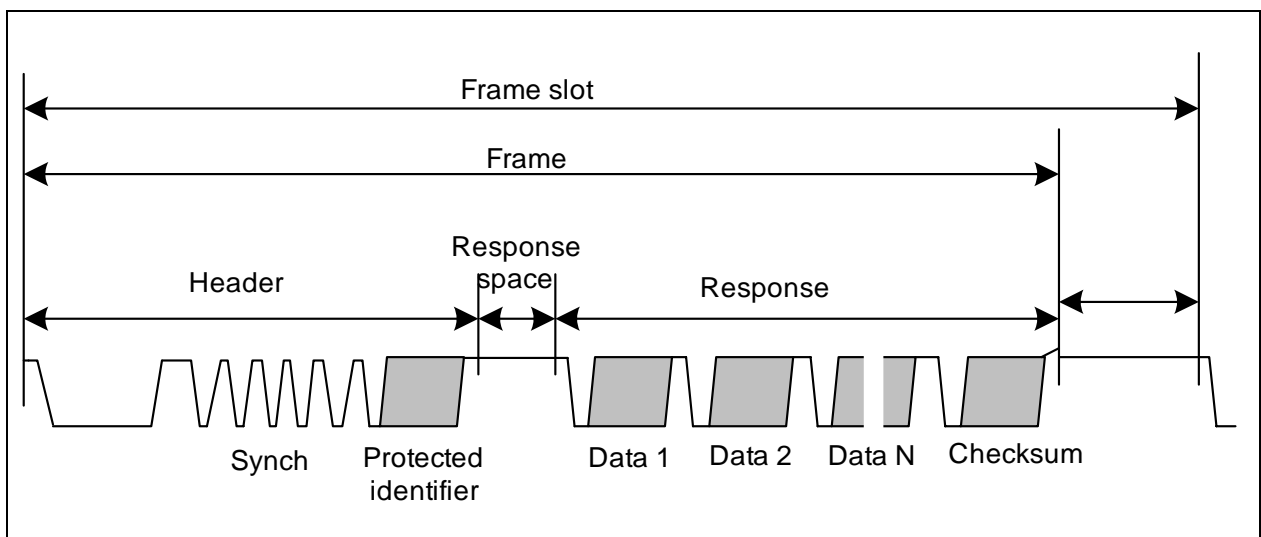 Frame slot
Frame
Header
Response
space
Response
Synch
Protected
identifier
Data 1
Data 2
Data N
Checksum